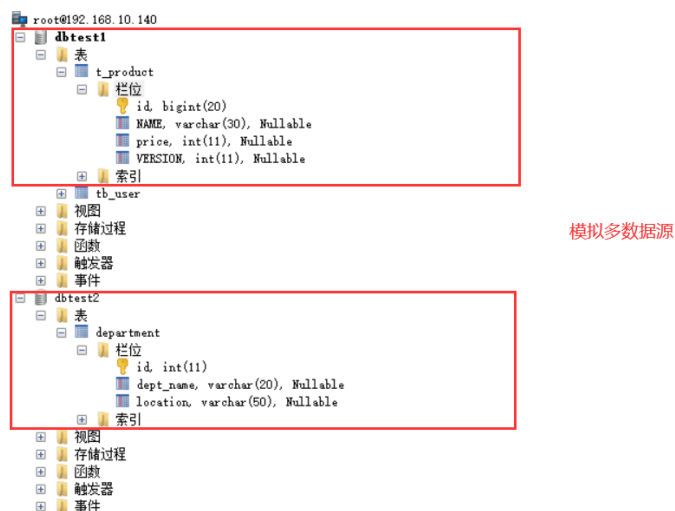 root@192.168.10.140
dbtest1
表
t_product
栏位
id, bigint(20)
NAME, varchar(30), Nullable
price, int(11), Nullable
VERSION, int(11), Nullable
索引
tb_user
视图
存储过程
函数
触发器
事件
模拟多数据源
dbtest2
表
department
栏位
id, int(11)
dept_name, varchar(20), Nullable
location, varchar(50), Nullable
索引
视图
存储过程
函数
触发器
事件